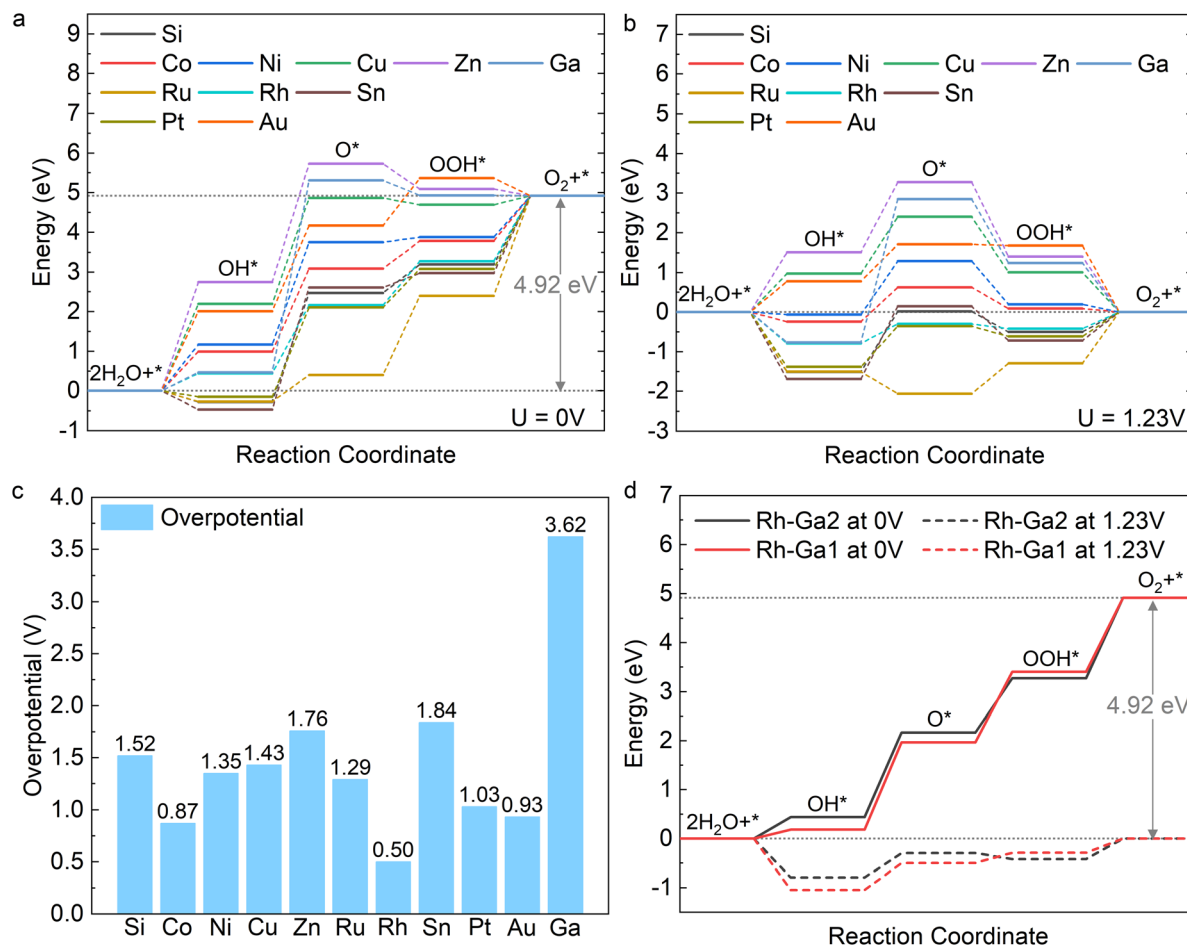 a
Energy (eV)
9
8
7
6
5
4
3
2
1
0
-1
Si
Co Ni Cu Zn Ga
Ru Rh Sn
Pt Au
2H₂O+*
OH*
O*
OOH*
O₂+*
4.92 eV
U = 0V
Reaction Coordinate
b
Energy (eV)
7
6
5
4
3
2
1
0
-1
-2
-3
Si
Co Ni Cu Zn Ga
Ru Rh Sn
Pt Au
2H₂O+*
OH*
O*
OOH*
O₂+*
U = 1.23V
Reaction Coordinate
c
Overpotential (V)
4.0
3.5
3.0
2.5
2.0
1.5
1.0
0.5
0.0
Overpotential
1.52
0.87
1.35
1.43
1.76
1.29
0.50
1.84
1.03
0.93
3.62
Si Co Ni Cu Zn Ru Rh Sn Pt Au Ga
d
Energy (eV)
7
6
5
4
3
2
1
0
-1
Rh-Ga2 at 0V Rh-Ga2 at 1.23V
Rh-Ga1 at 0V Rh-Ga1 at 1.23V
2H₂O+*
OH*
O*
OOH*
O₂+*
4.92 eV
Reaction Coordinate